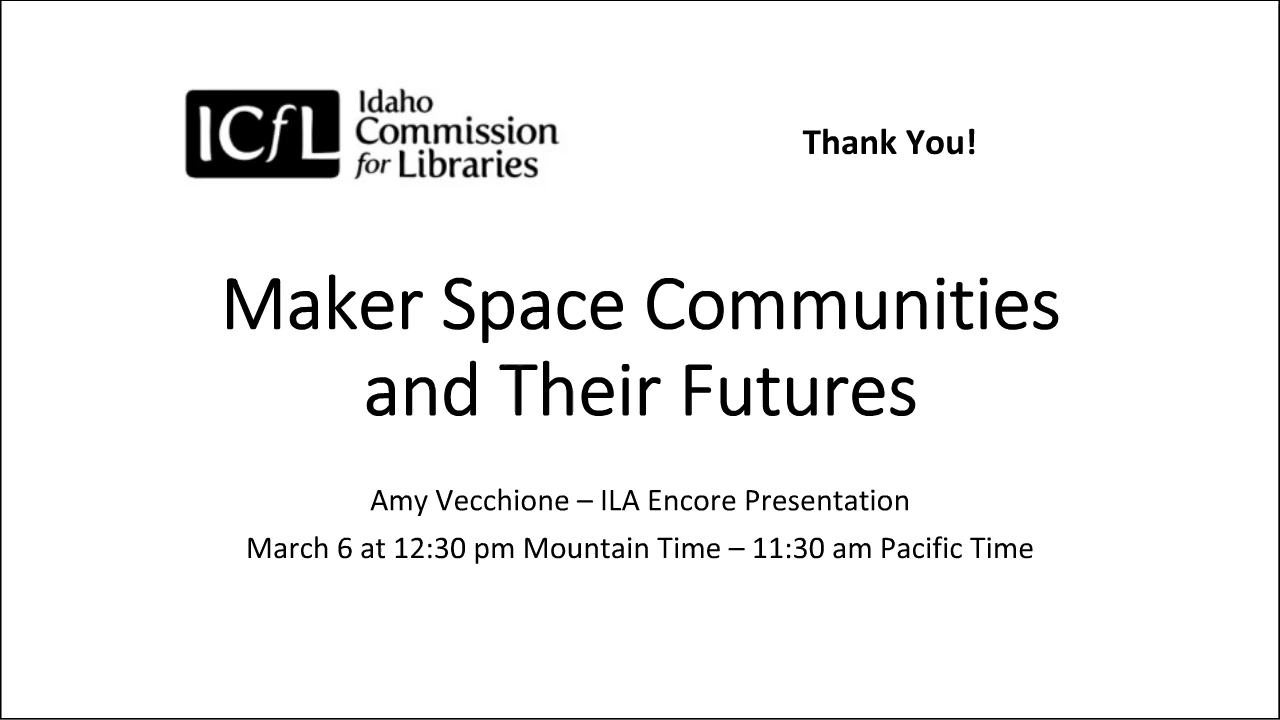 ICfL
Idaho
Commission
for Libraries
Thank You!
Maker Space Communities
and Their Futures
Amy Vecchione – ILA Encore Presentation
March 6 at 12:30 pm Mountain Time – 11:30 am Pacific Time